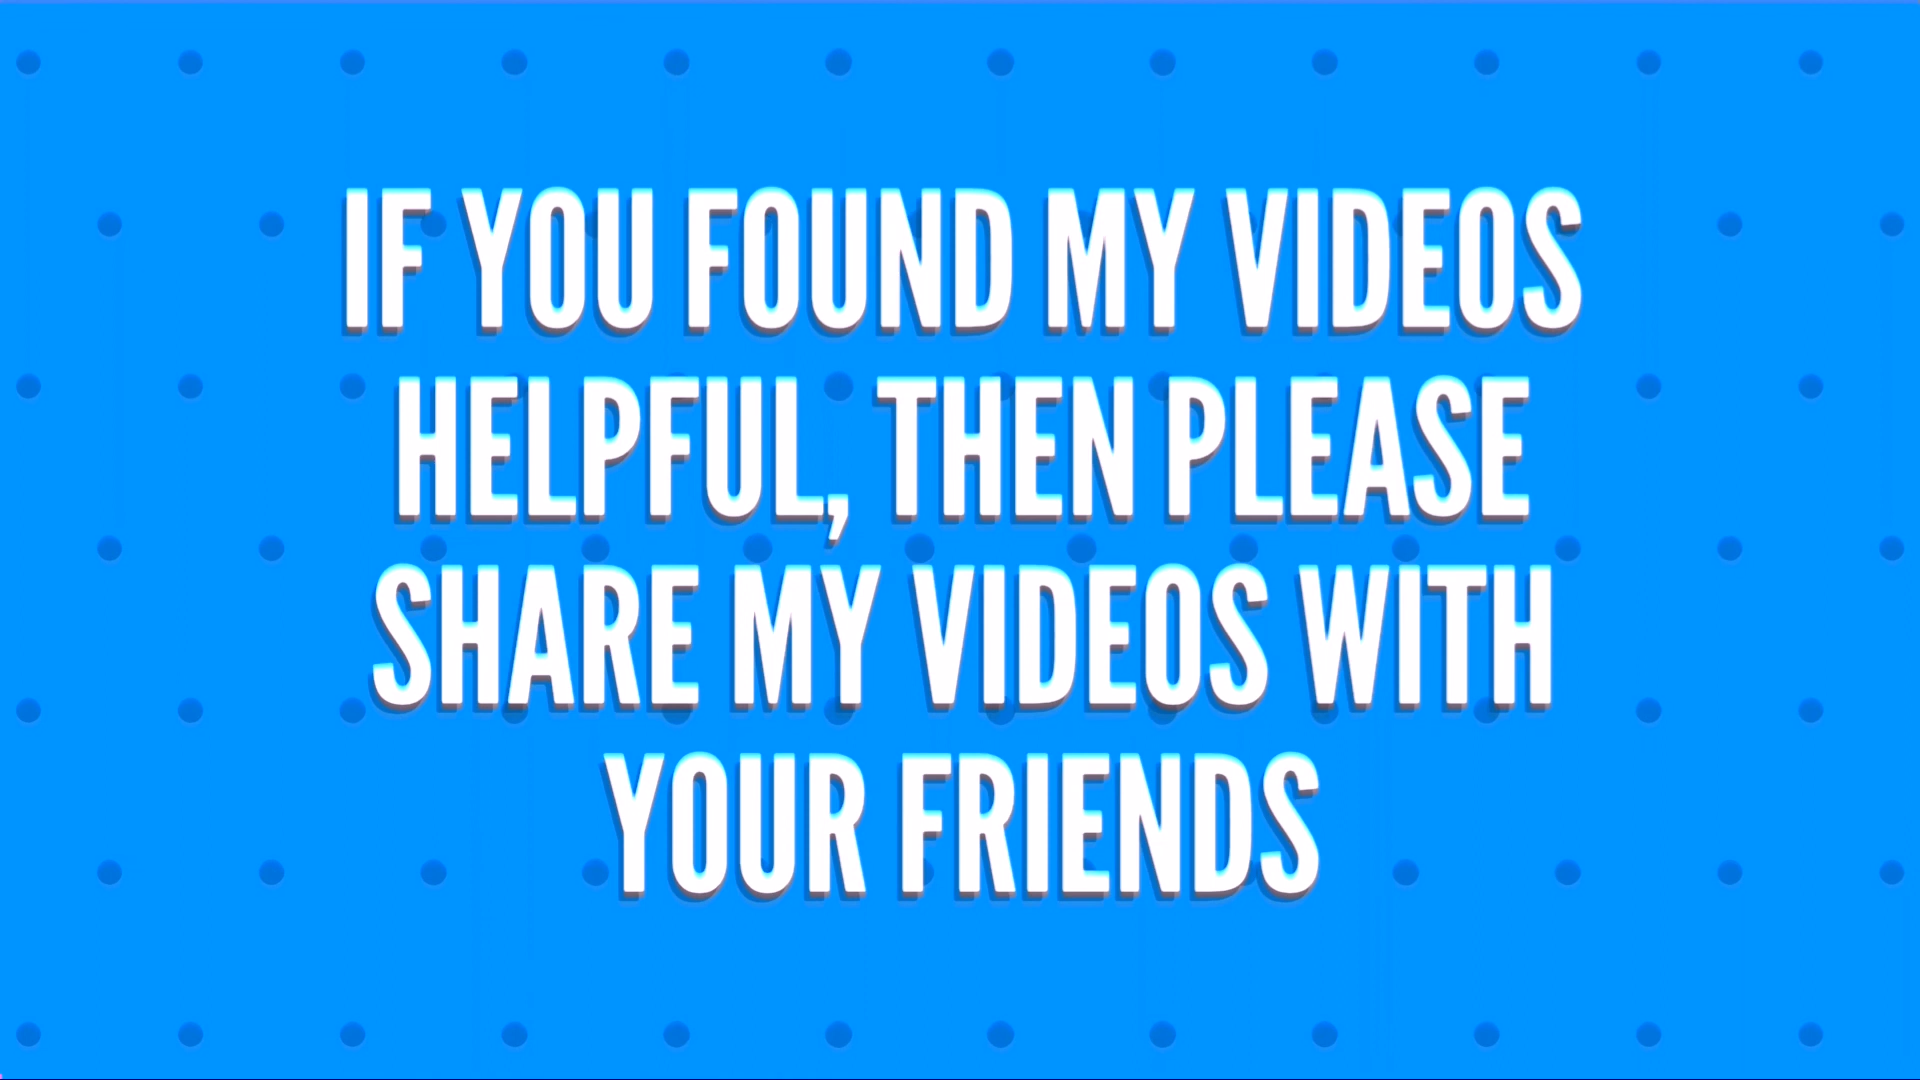 IF YOU FOUND MY VIDEOS
HELPFUL, THEN PLEASE
SHARE MY VIDEOS WITH
YOUR FRIENDS